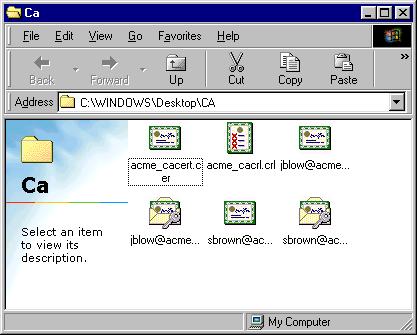 Ca
File Edit View Go Favorites Help
Back Forward Up Cut Copy Paste »
Address C:\WINDOWS\Desktop\CA
Ca
Select an item
to view its
description.
acme_cacert.c
er
acme_cacrl.crl
jblow@acme...
jblow@acme...
sbrown@ac...
sbrown@ac...
My Computer